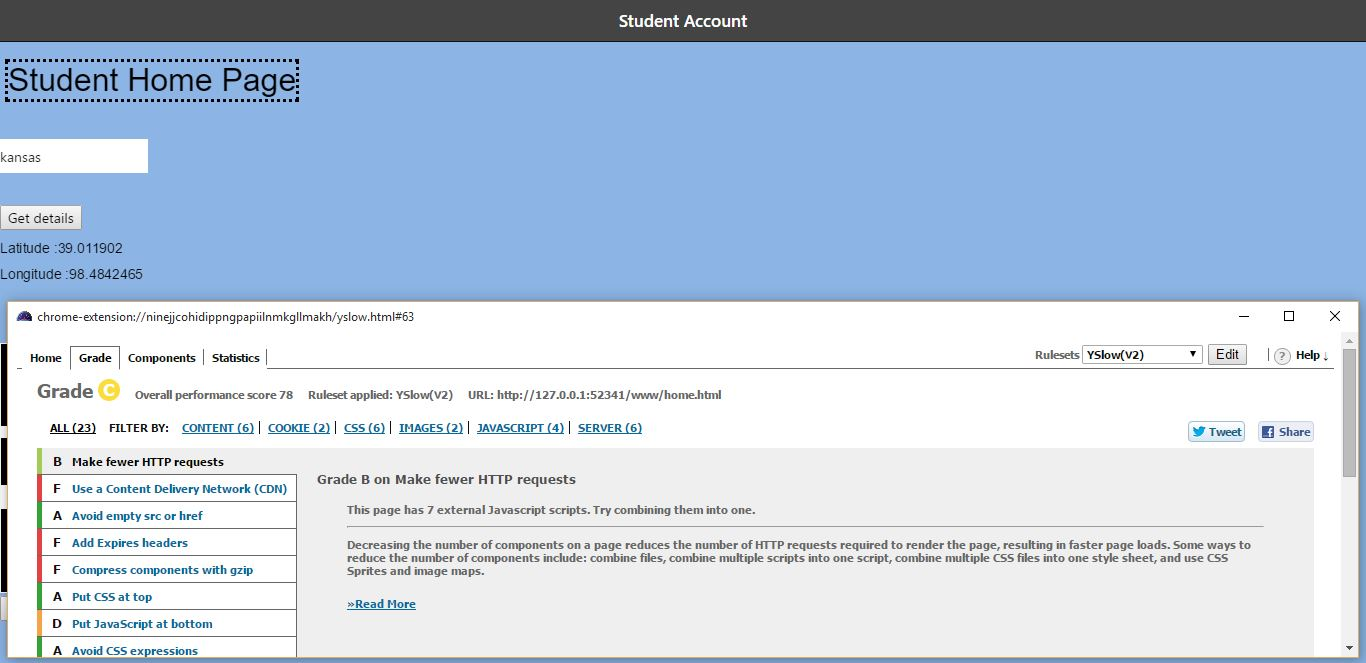 Student Account
Student Home Page
kansas
Get details
Latitude :39.011902
Longitude :98.4842465
chrome-extension://ninejjcohidippngpapiilnmkgllmakh/yslow.html#63
Home Grade Components Statistics Rulesets YSlow(V2) Edit ? Help ↓
Grade C Overall performance score 78 Ruleset applied: YSlow(V2) URL: http://127.0.0.1:52341/www/home.html
ALL (23) FILTER BY: CONTENT (6) | COOKIE (2) | CSS (6) | IMAGES (2) | JAVASCRIPT (4) | SERVER (6)
Tweet Share
B Make fewer HTTP requests
F Use a Content Delivery Network (CDN)
A Avoid empty src or href
F Add Expires headers
F Compress components with gzip
A Put CSS at top
D Put JavaScript at bottom
A Avoid CSS expressions
Grade B on Make fewer HTTP requests
This page has 7 external Javascript scripts. Try combining them into one.
Decreasing the number of components on a page reduces the number of HTTP requests required to render the page, resulting in faster page loads. Some ways to
reduce the number of components include: combine files, combine multiple scripts into one script, combine multiple CSS files into one style sheet, and use CSS
Sprites and image maps.
»Read More